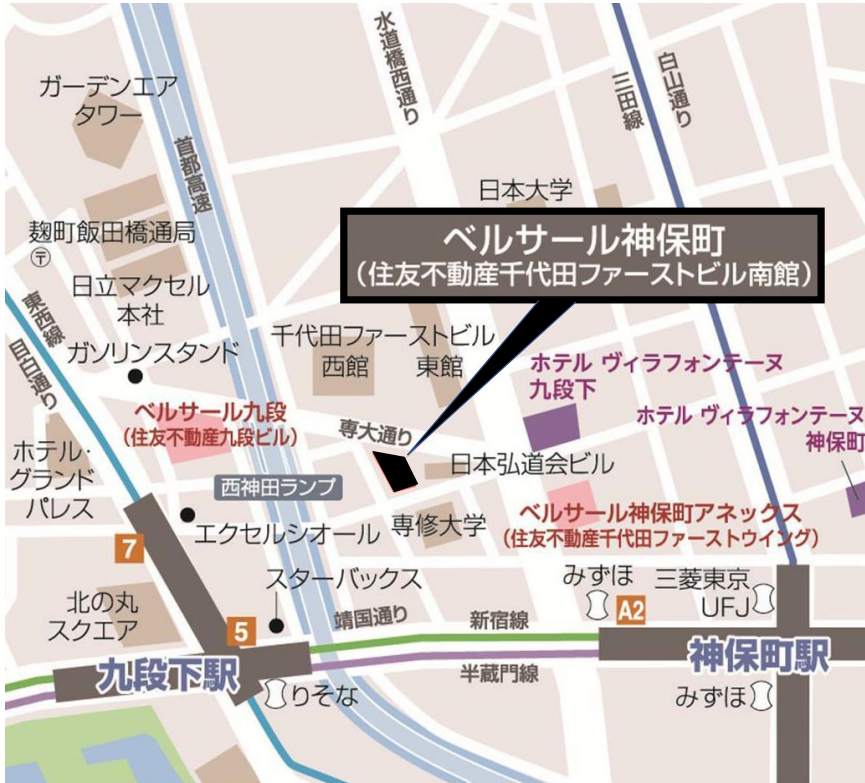 水道橋西通り
三田線
白山通り
ガーデンエア
タワー
首都高速
日本大学
麹町飯田橋通局
〒
ベルサール神保町
(住友不動産千代田ファーストビル南館)
日立マクセル
本社
東西線
目白通り
ガソリンスタンド
千代田ファーストビル
西館
東館
ホテル ヴィラフォンテーヌ
九段下
ベルサール九段
(住友不動産九段ビル)
専大通り
ホテル ヴィラフォンテーヌ
神保町
ホテル・
グランド
パレス
西神田ランプ
日本弘道会ビル
エクセルシオール
専修大学
ベルサール神保町アネックス
(住友不動産千代田ファーストウイング)
7
スターバックス
みずほ
三菱東京
UFJ
北の丸
スクエア
5
靖国通り
新宿線
A2
九段下駅
半蔵門線
神保町駅
りそな
みずほ